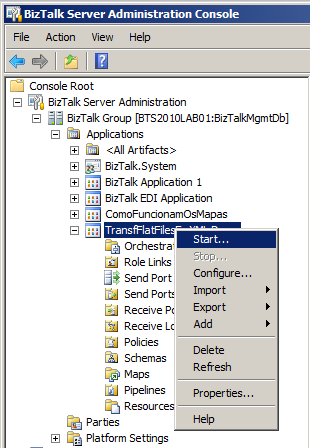 BizTalk Server Administration Console
File Action View Help
Console Root
BizTalk Server Administration
BizTalk Group [BTS2010LAB01:BizTalkMgmtDb]
Applications
<All Artifacts>
BizTalk.System
BizTalk Application 1
BizTalk EDI Application
ComoFuncionamOsMapas
Orchestra
Role Links
Send Port
Send Ports
Receive Po
Receive Lo
Policies
Schemas
Maps
Pipelines
Resources
Parties
Platform Settings
Start...
Stop...
Configure...
Import
Export
Add
Delete
Refresh
Properties...
Help